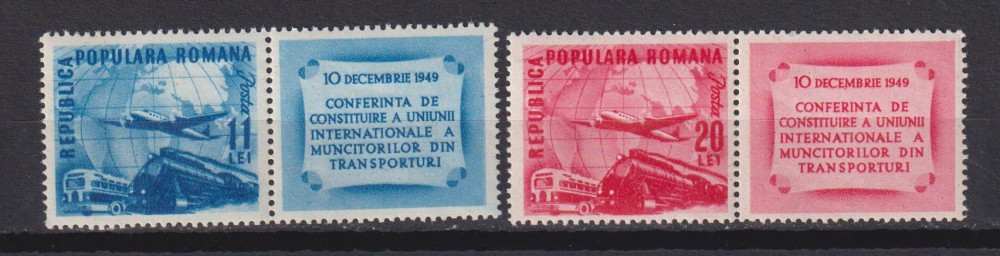 REPUBLICA POPULARA ROMANA
Posta
11
LEI
10 DECEMBRIE 1949
CONFERINTA DE
CONSTITUIRE A UNIUNII
INTERNATIONALE A
MUNCITORILOR DIN
TRANSPORTURI
REPUBLICA POPULARA ROMANA
Posta
20
LEI
10 DECEMBRIE 1949
CONFERINTA DE
CONSTITUIRE A UNIUNII
INTERNATIONALE A
MUNCITORILOR DIN
TRANSPORTURI